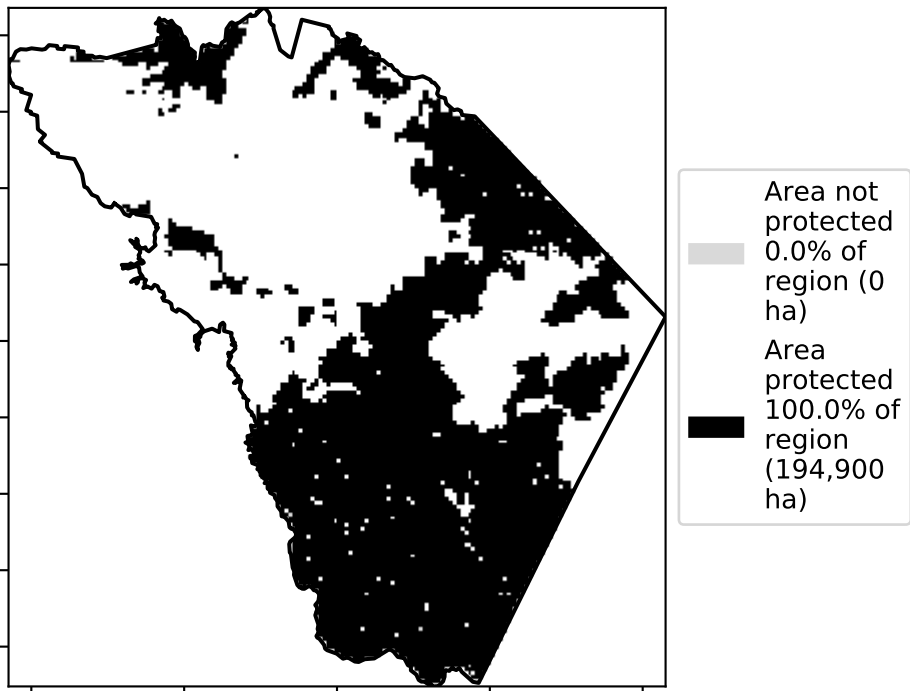 Area not
protected
0.0% of
region (0
ha)
Area
protected
100.0% of
region
(194,900
ha)